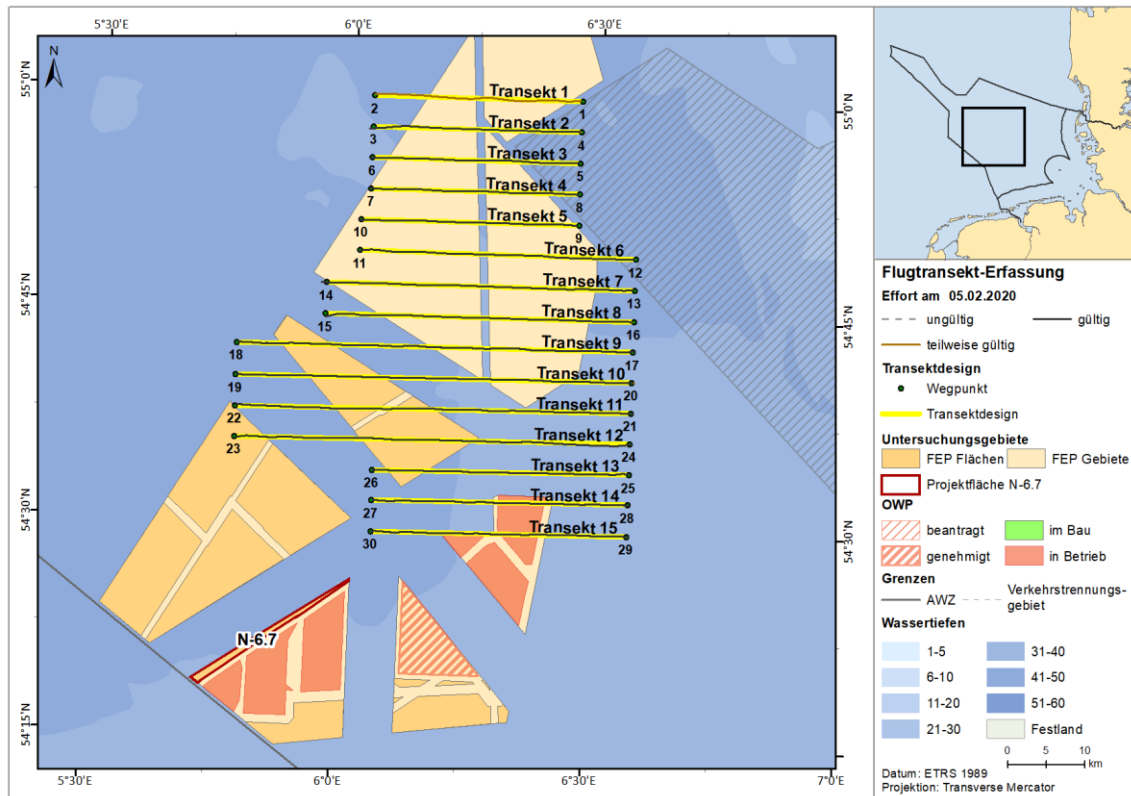 5°30'E 6°0'E 6°30'E
N
55°0'N
54°45'N
54°30'N
54°15'N
55°0'N
54°45'N
54°30'N
Transekt 1
2 1
Transekt 2
3 4
Transekt 3
6 5
Transekt 4
7 8
Transekt 5
10 9
Transekt 6
11 12
Transekt 7
14 13
Transekt 8
15 16
Transekt 9
18 17
Transekt 10
19 20
Transekt 11
22 21
Transekt 12
23 24
Transekt 13
26 25
Transekt 14
27 28
Transekt 15
30 29
N-6.7
5°30'E 6°0'E 6°30'E 7°0'E
Flugtransekt-Erfassung
Effort am 05.02.2020
ungültig gültig
teilweise gültig
Transektdesign
Wegpunkt
Transektdesign
Untersuchungsgebiete
FEP Flächen FEP Gebiete
Projektfläche N-6.7
OWP
beantragt im Bau
genehmigt in Betrieb
Grenzen
AWZ Verkehrstrennungs-
gebiet
Wassertiefen
1-5 31-40
6-10 41-50
11-20 51-60
21-30 Festland
0 5 10
km
Datum: ETRS 1989
Projektion: Transverse Mercator